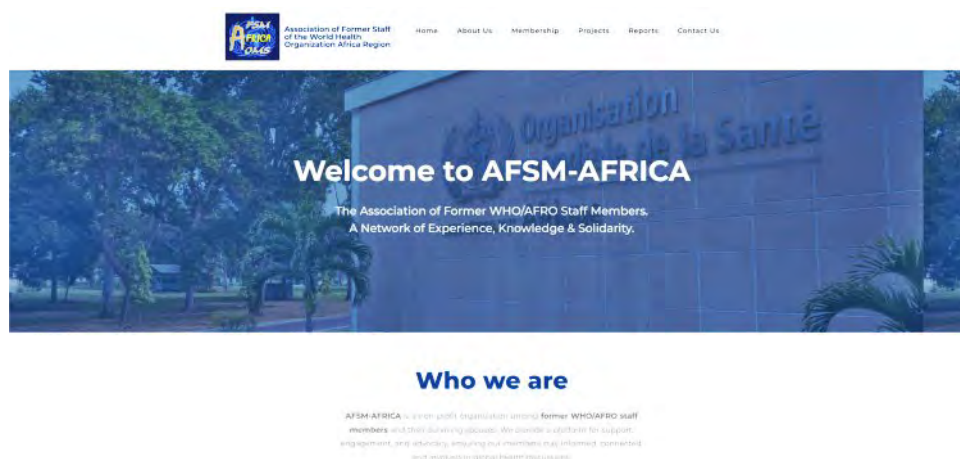 AFSM
AFRICA
OMS
Association of Former Staff
of the World Health
Organization Africa Region
Home About Us Membership Projects Reports Contact Us
Organisation
de la Santé
Welcome to AFSM-AFRICA
The Association of Former WHO/AFRO Staff Members.
A Network of Experience, Knowledge & Solidarity.
Who we are
AFSM-AFRICA is a non profit organization among former WHO/AFRO staff
members and their surviving spouses. We provide a platform for support,
engagement, and advocacy, ensuring our members stay informed, connected
and